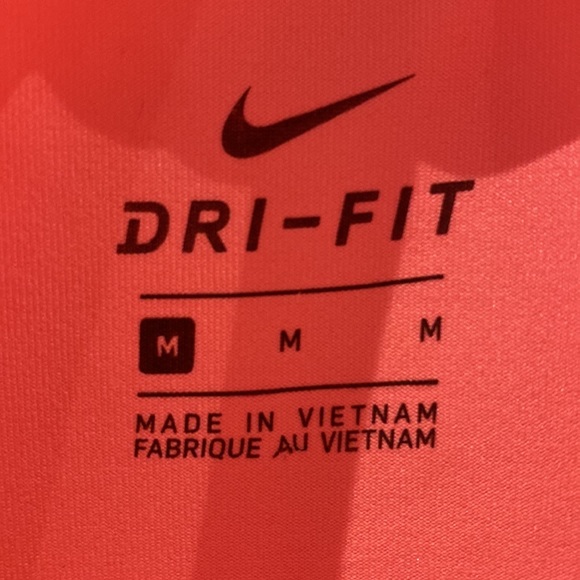 DRI-FIT
M M M
MADE IN VIETNAM
FABRIQUE AU VIETNAM